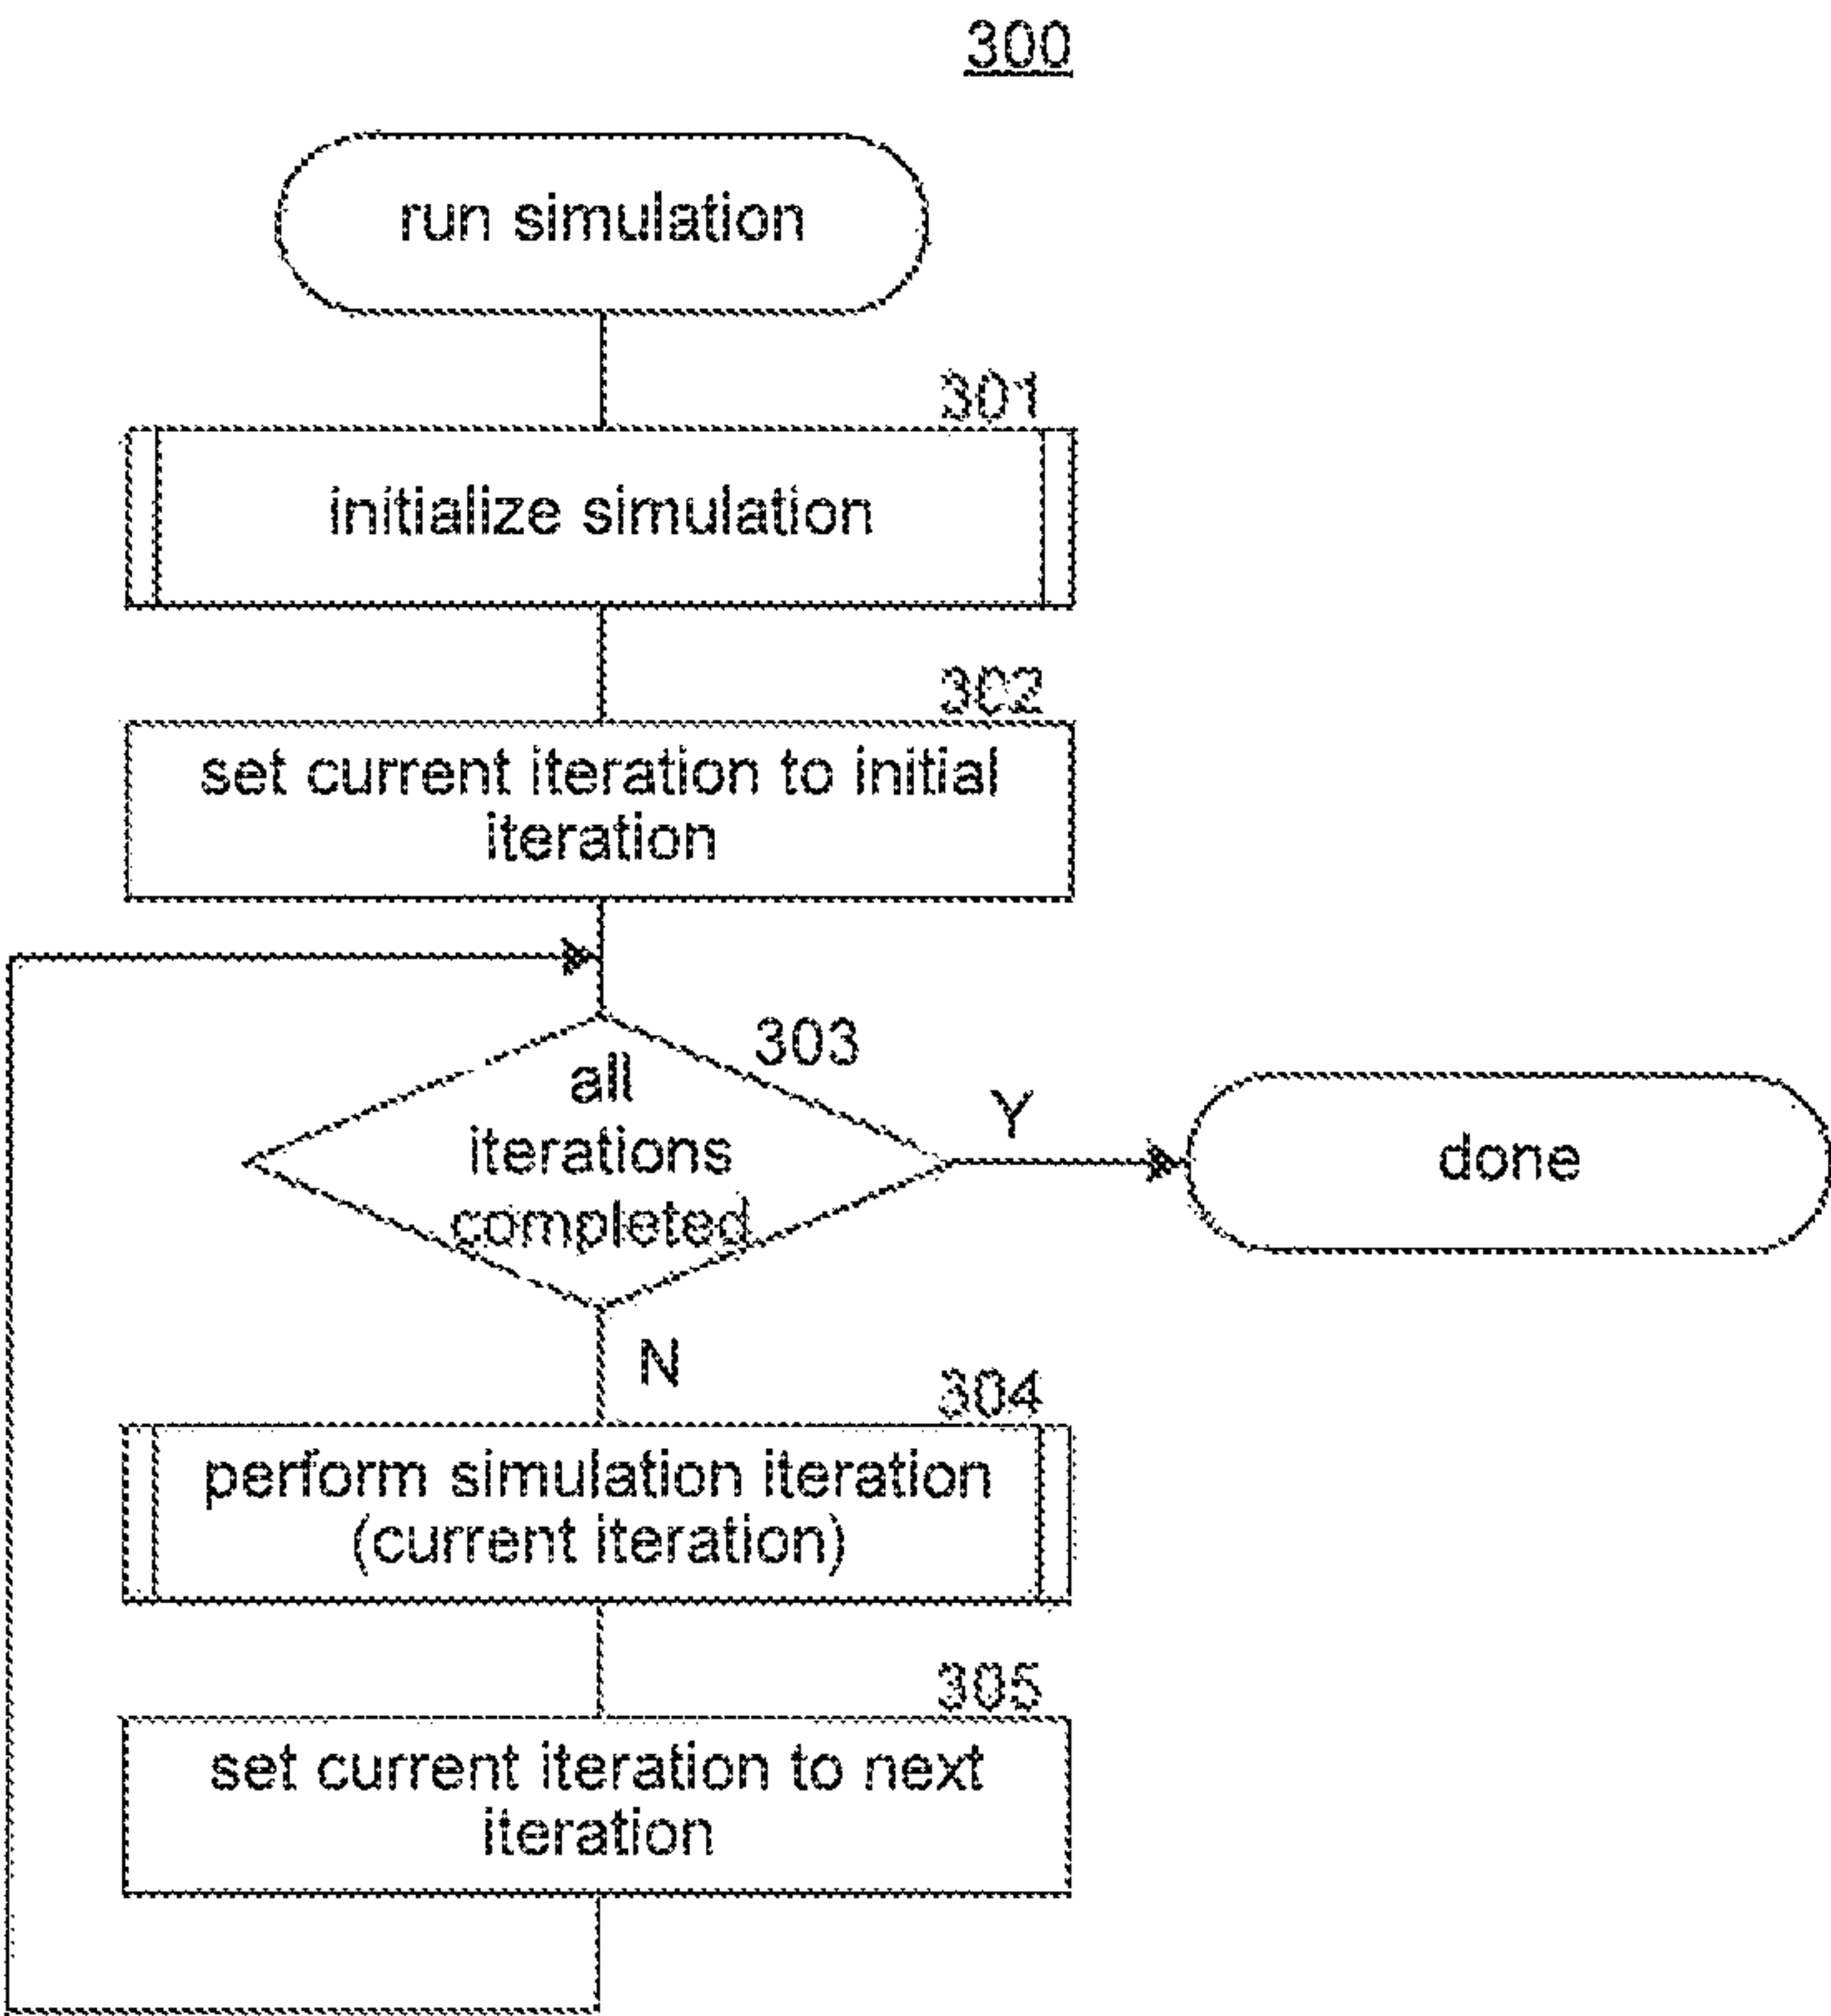 300
run simulation
301
initialize simulation
302
set current iteration to initial
iteration
303
all
iterations
completed
Y
done
N
304
perform simulation iteration
(current iteration)
305
set current iteration to next
iteration